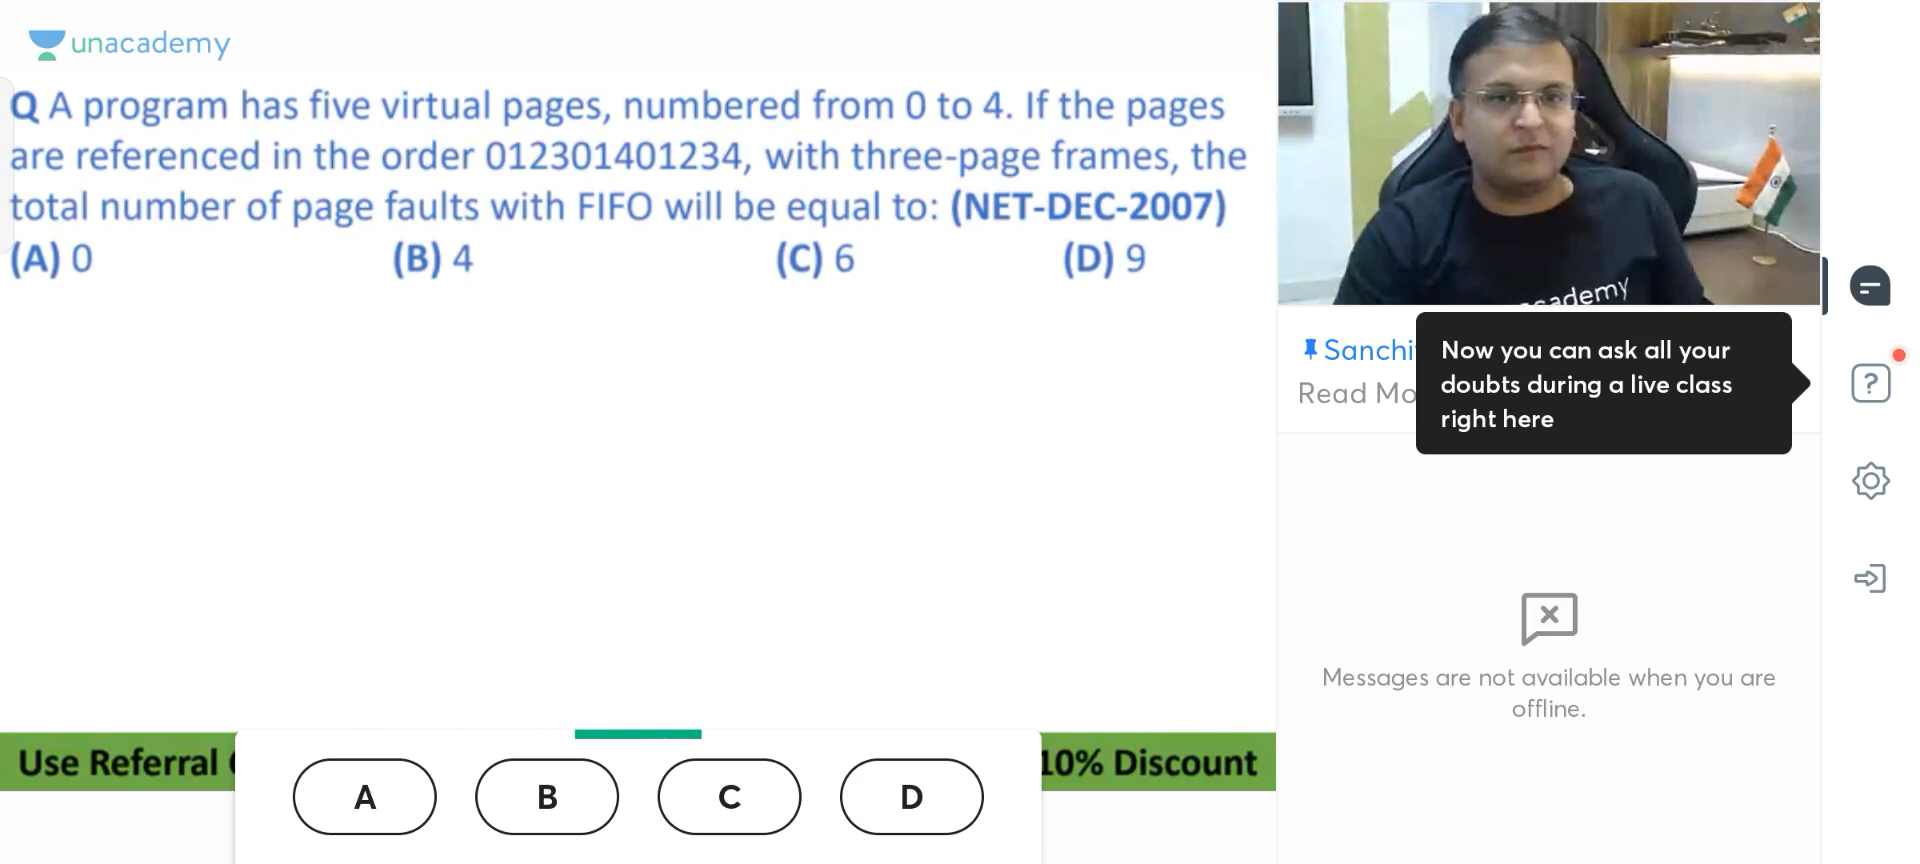 unacademy
Q A program has five virtual pages, numbered from 0 to 4. If the pages
are referenced in the order 012301401234, with three-page frames, the
total number of page faults with FIFO will be equal to: (NET-DEC-2007)
(A) 0 (B) 4 (C) 6 (D) 9
academy
Sanchi
Read Mo
Now you can ask all your
doubts during a live class
right here
?
Messages are not available when you are
offline.
Use Referral
10% Discount
A B C D